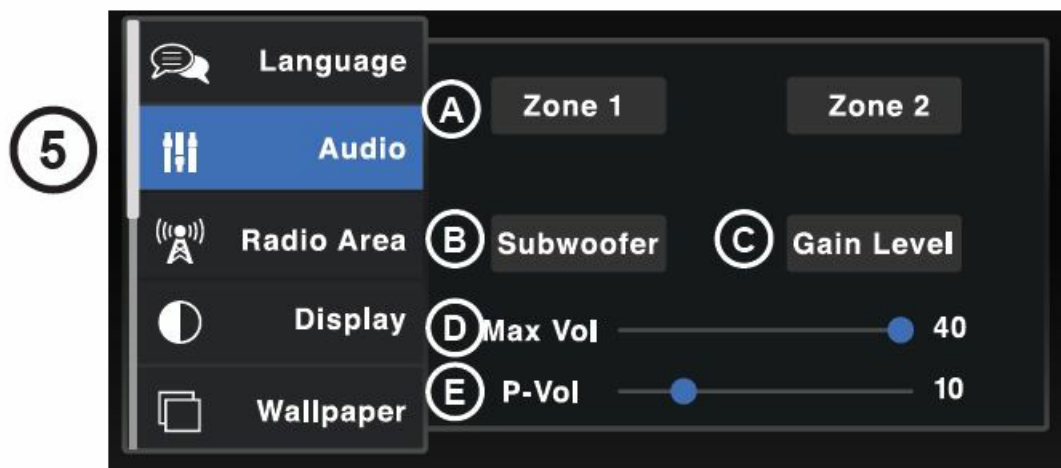 5
Language
Audio
Radio Area
Display
Wallpaper
A Zone 1 Zone 2
B Subwoofer C Gain Level
D Max Vol 40
E P-Vol 10